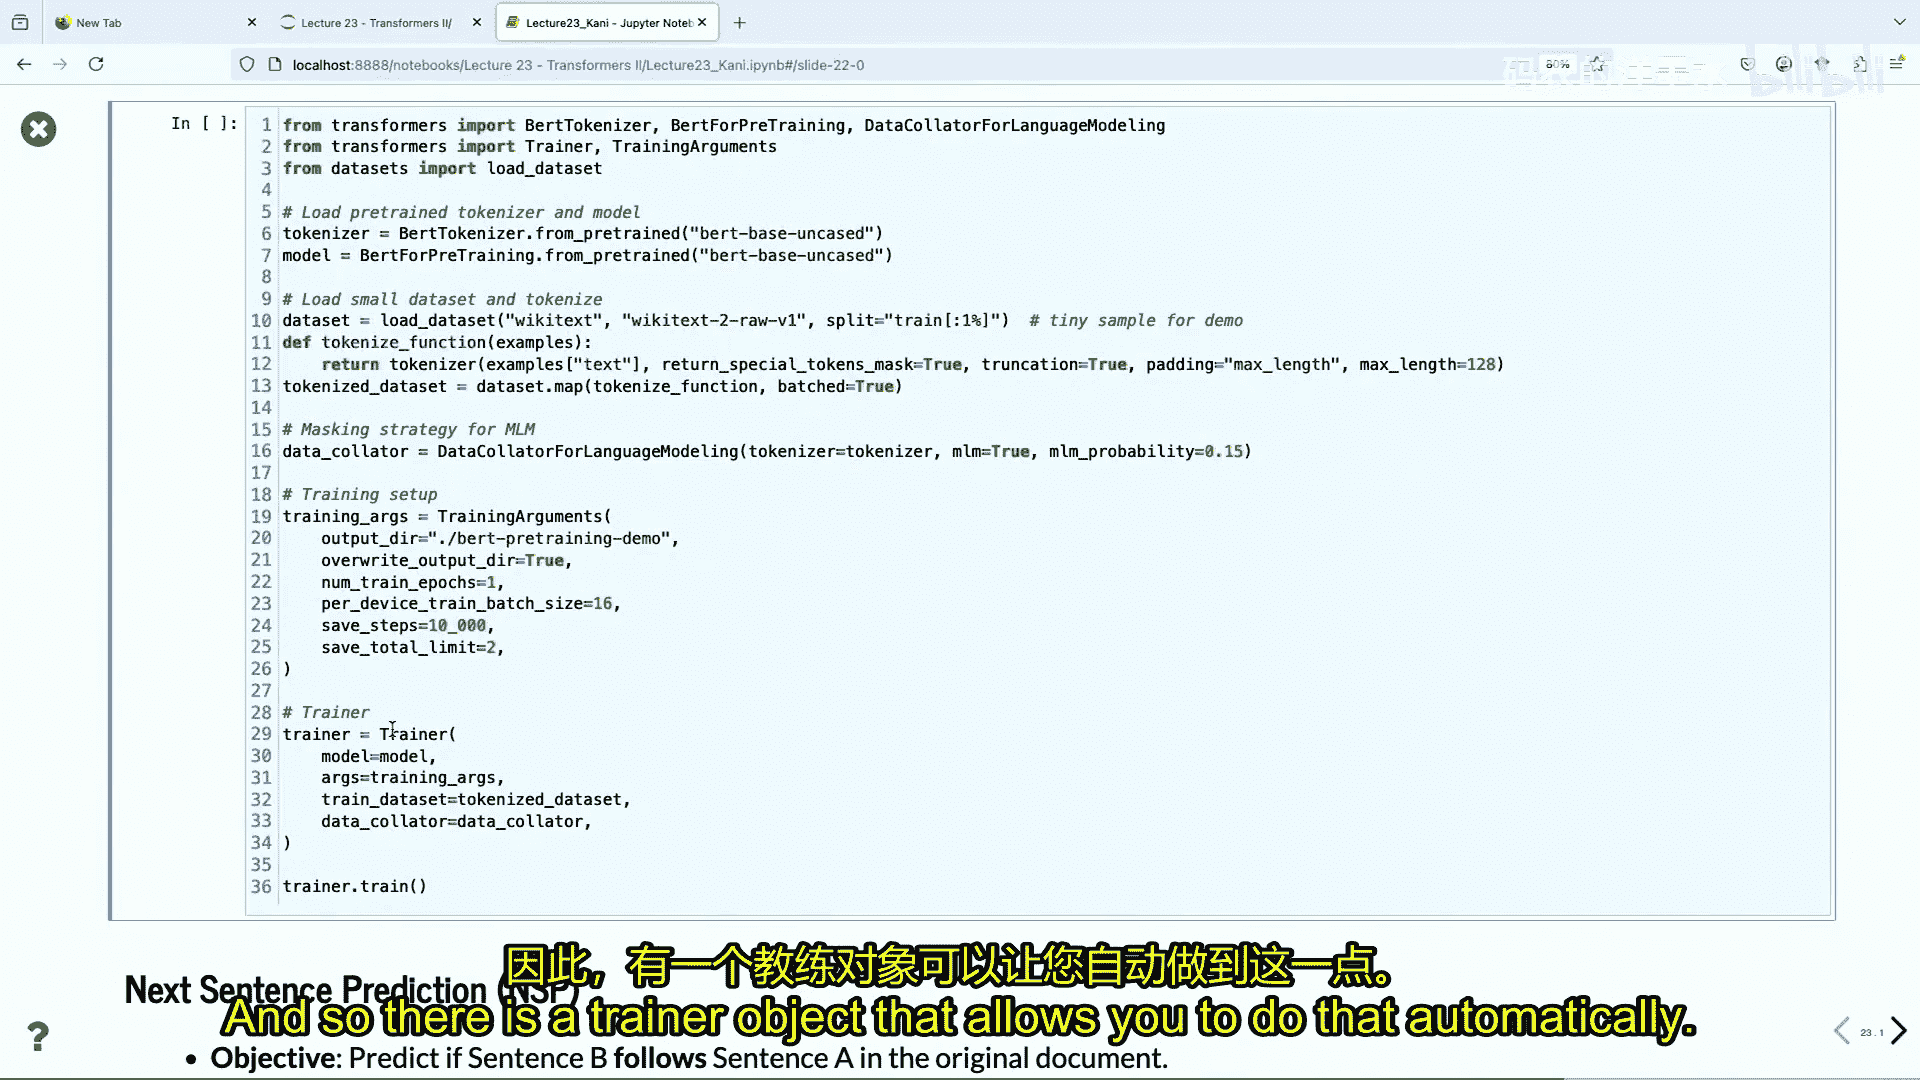 New Tab
Lecture 23 - Transformers II/
Lecture23_Kani - Jupyter Noteb
localhost:8888/notebooks/Lecture 23 - Transformers II/Lecture23_Kani.ipynb#/slide-22-0
80%
bilibili
In [ ]:
1 from transformers import BertTokenizer, BertForPreTraining, DataCollatorForLanguageModeling
2 from transformers import Trainer, TrainingArguments
3 from datasets import load_dataset
4
5 # Load pretrained tokenizer and model
6 tokenizer = BertTokenizer.from_pretrained("bert-base-uncased")
7 model = BertForPreTraining.from_pretrained("bert-base-uncased")
8
9 # Load small dataset and tokenize
10 dataset = load_dataset("wikitext", "wikitext-2-raw-v1", split="train[:1%]")  # tiny sample for demo
11 def tokenize_function(examples):
12     return tokenizer(examples["text"], return_special_tokens_mask=True, truncation=True, padding="max_length", max_length=128)
13 tokenized_dataset = dataset.map(tokenize_function, batched=True)
14
15 # Masking strategy for MLM
16 data_collator = DataCollatorForLanguageModeling(tokenizer=tokenizer, mlm=True, mlm_probability=0.15)
17
18 # Training setup
19 training_args = TrainingArguments(
20     output_dir="./bert-pretraining-demo",
21     overwrite_output_dir=True,
22     num_train_epochs=1,
23     per_device_train_batch_size=16,
24     save_steps=10_000,
25     save_total_limit=2,
26 )
27
28 # Trainer
29 trainer = Trainer(
30     model=model,
31     args=training_args,
32     train_dataset=tokenized_dataset,
33     data_collator=data_collator,
34 )
35
36 trainer.train()
因此，有一个教练对象可以让您自动做到这一点。
Next Sentence Prediction (NSP)
And so there is a trainer object that allows you to do that automatically.
• Objective: Predict if Sentence B follows Sentence A in the original document.
?
23.1